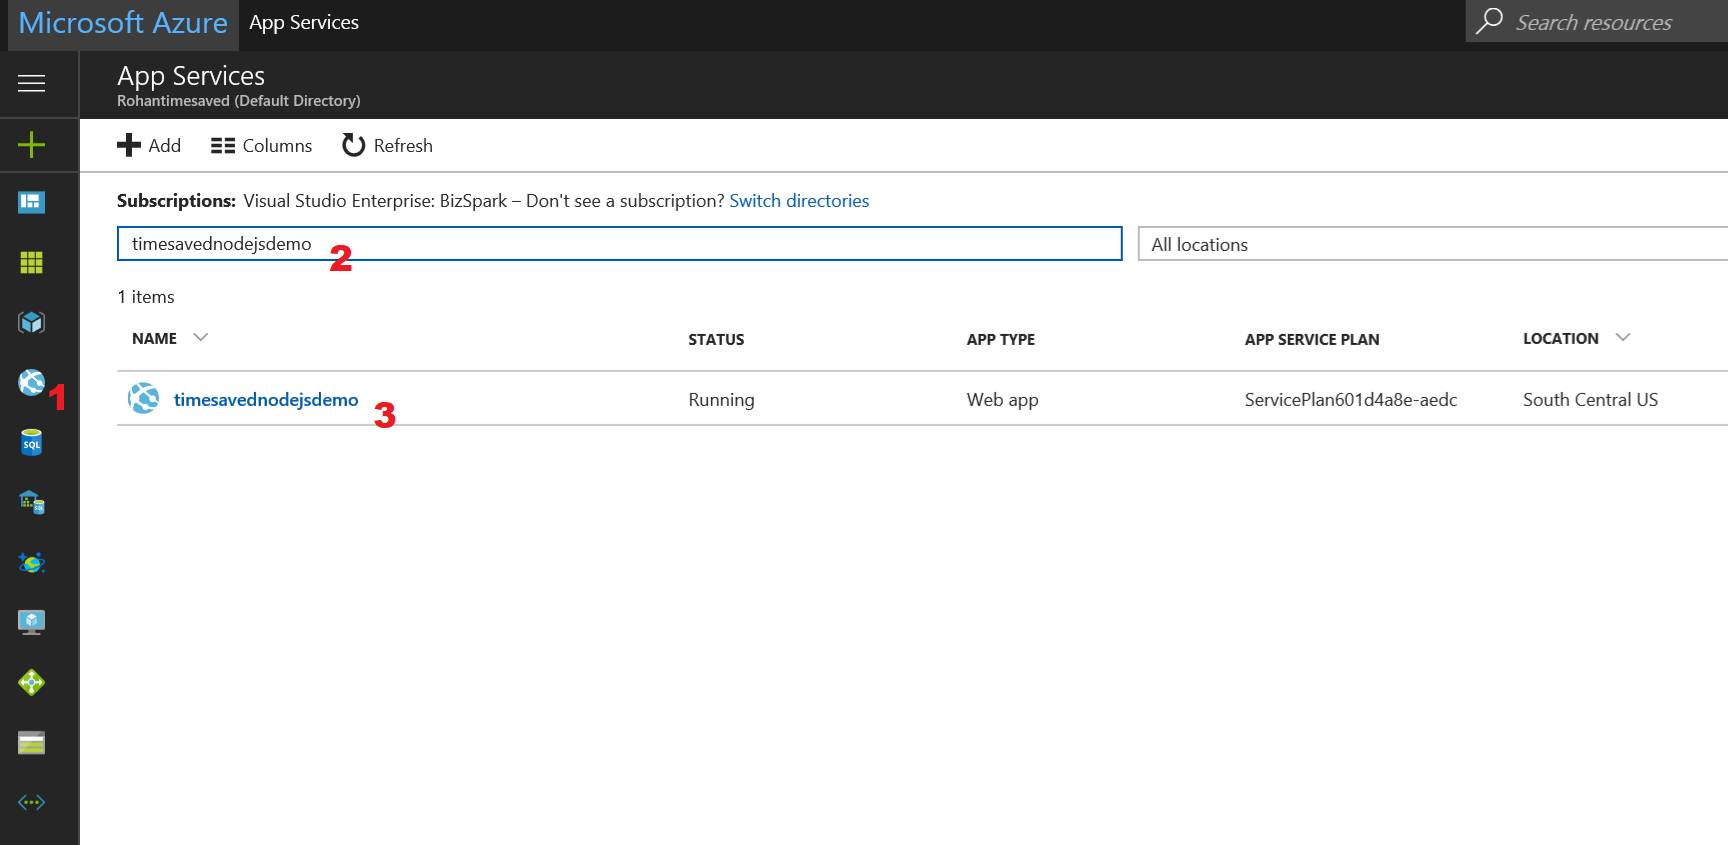 Microsoft Azure App Services
Search resources
App Services
Rohantimesaved (Default Directory)
Add Columns Refresh
Subscriptions: Visual Studio Enterprise: BizSpark – Don't see a subscription? Switch directories
timesavednodejsdemo 2 All locations
1 items
NAME STATUS APP TYPE APP SERVICE PLAN LOCATION
1
timesavednodejsdemo 3 Running Web app ServicePlan601d4a8e-aedc South Central US
SQL
SQL